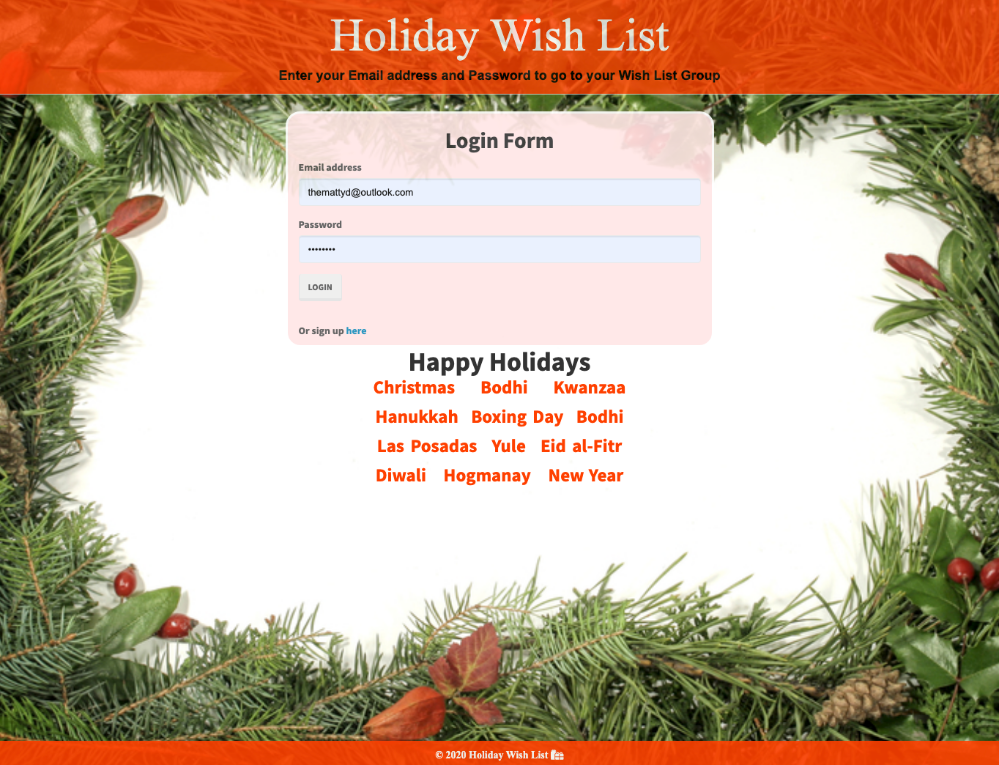 Holiday Wish List
Enter your Email address and Password to go to your Wish List Group
Login Form
Email address
themattyd@outlook.com
Password
••••••••
LOGIN
Or sign up here
Happy Holidays
Christmas Bodhi Kwanzaa
Hanukkah Boxing Day Bodhi
Las Posadas Yule Eid al-Fitr
Diwali Hogmanay New Year
© 2020 Holiday Wish List